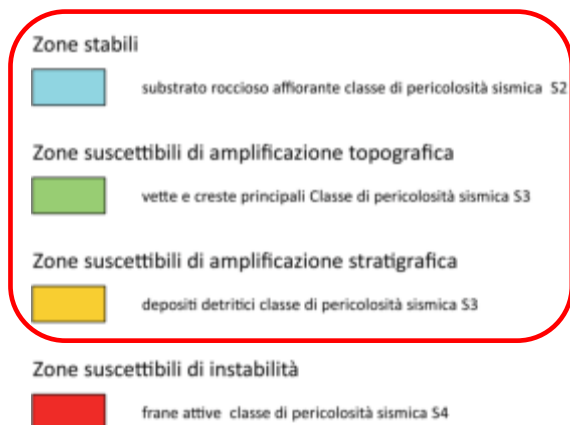 Zone stabili
substrato roccioso affiorante classe di pericolosità sismica S2
Zone suscettibili di amplificazione topografica
vette e creste principali Classe di pericolosità sismica S3
Zone suscettibili di amplificazione stratigrafica
depositi detritici classe di pericolosità sismica S3
Zone suscettibili di instabilità
frane attive classe di pericolosità sismica S4